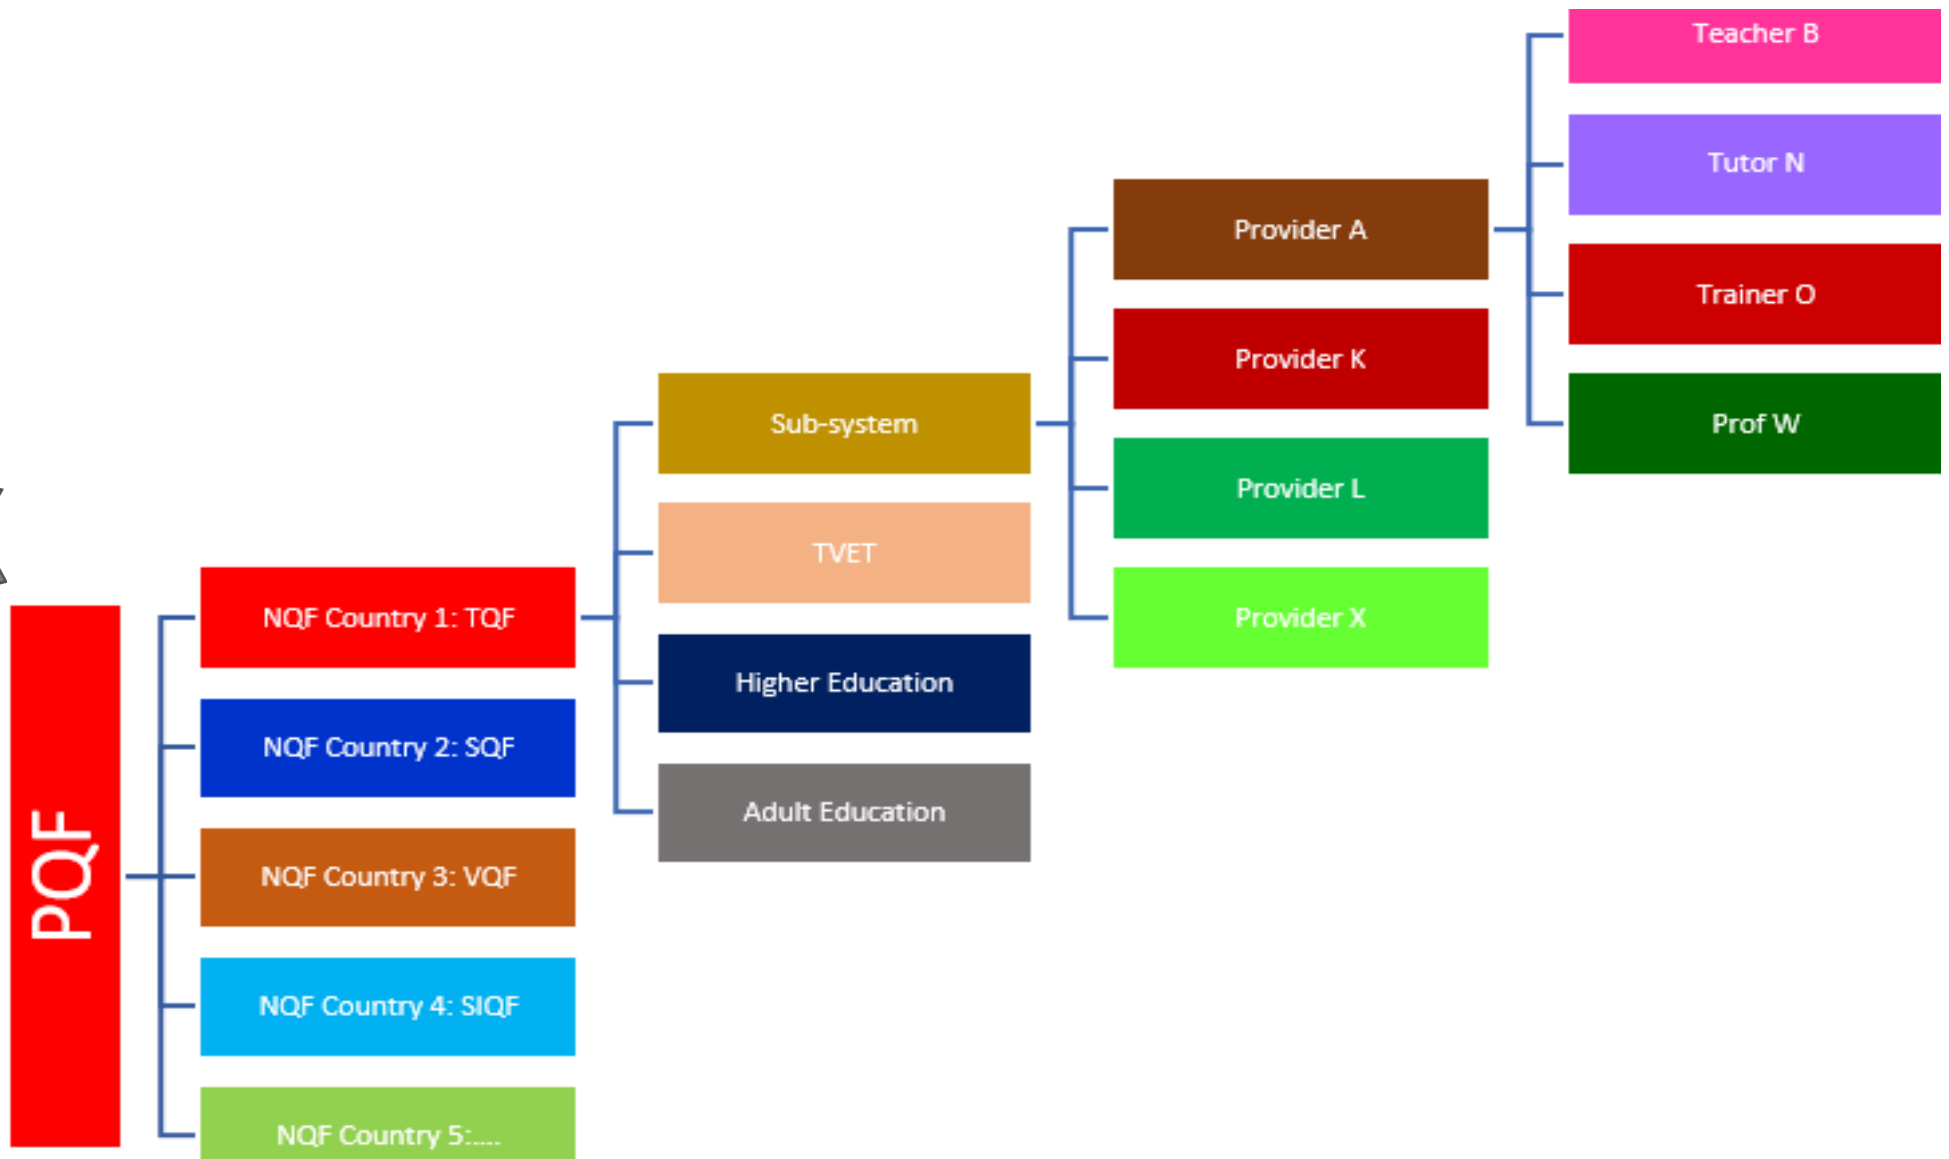 PQF
NQF Country 1: TQF
NQF Country 2: SQF
NQF Country 3: VQF
NQF Country 4: SIQF
NQF Country 5:....
Sub-system
TVET
Higher Education
Adult Education
Provider A
Provider K
Provider L
Provider X
Teacher B
Tutor N
Trainer O
Prof W